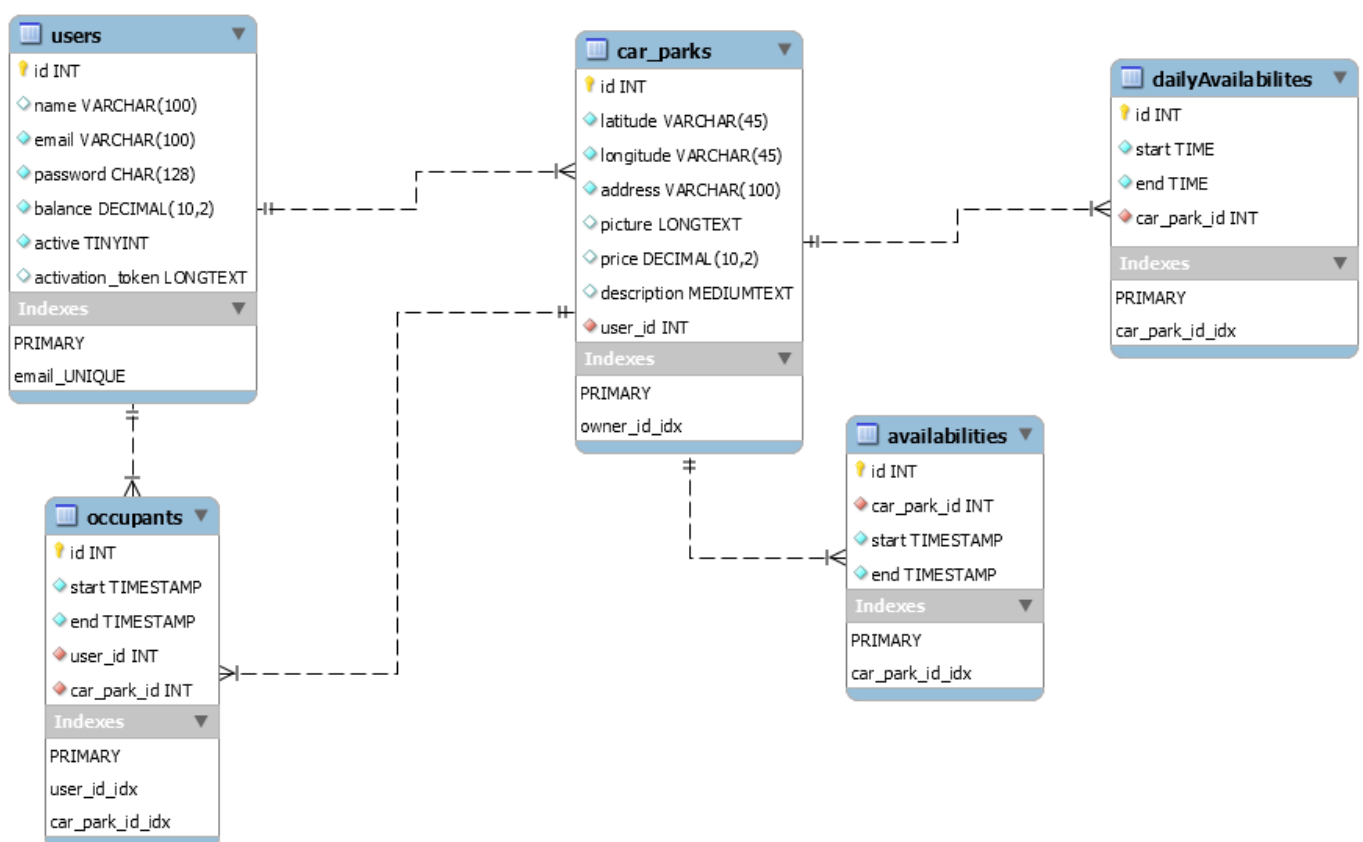 users
id INT
name VARCHAR(100)
email VARCHAR(100)
password CHAR(128)
balance DECIMAL(10,2)
active TINYINT
activation_token LONGTEXT
Indexes
PRIMARY
email_UNIQUE
car_parks
id INT
latitude VARCHAR(45)
longitude VARCHAR(45)
address VARCHAR(100)
picture LONGTEXT
price DECIMAL(10,2)
description MEDIUMTEXT
user_id INT
Indexes
PRIMARY
owner_id_idx
dailyAvailabilites
id INT
start TIME
end TIME
car_park_id INT
Indexes
PRIMARY
car_park_id_idx
availabilities
id INT
car_park_id INT
start TIMESTAMP
end TIMESTAMP
Indexes
PRIMARY
car_park_id_idx
occupants
id INT
start TIMESTAMP
end TIMESTAMP
user_id INT
car_park_id INT
Indexes
PRIMARY
user_id_idx
car_park_id_idx